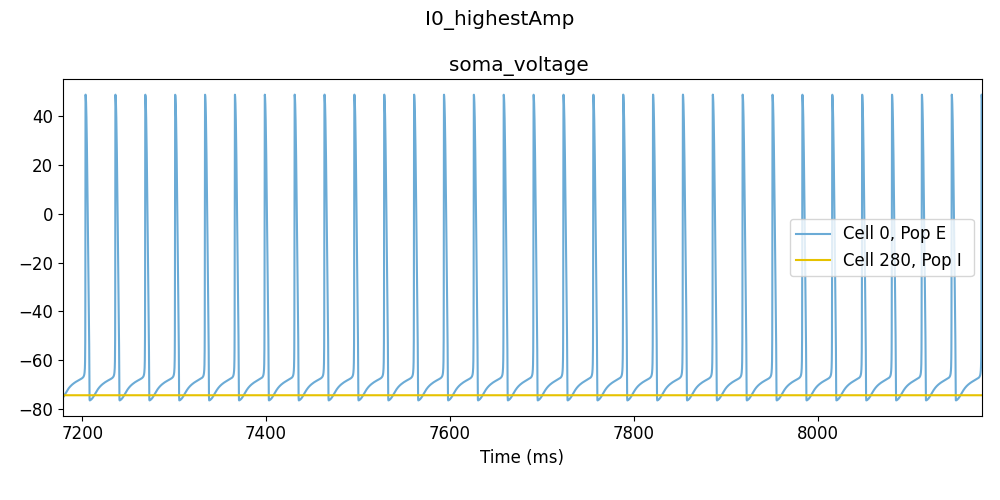 I0_highestAmp
soma_voltage
40
20
0
−20
−40
−60
−80
Cell 0, Pop E
Cell 280, Pop I
7200 7400 7600 7800 8000
Time (ms)